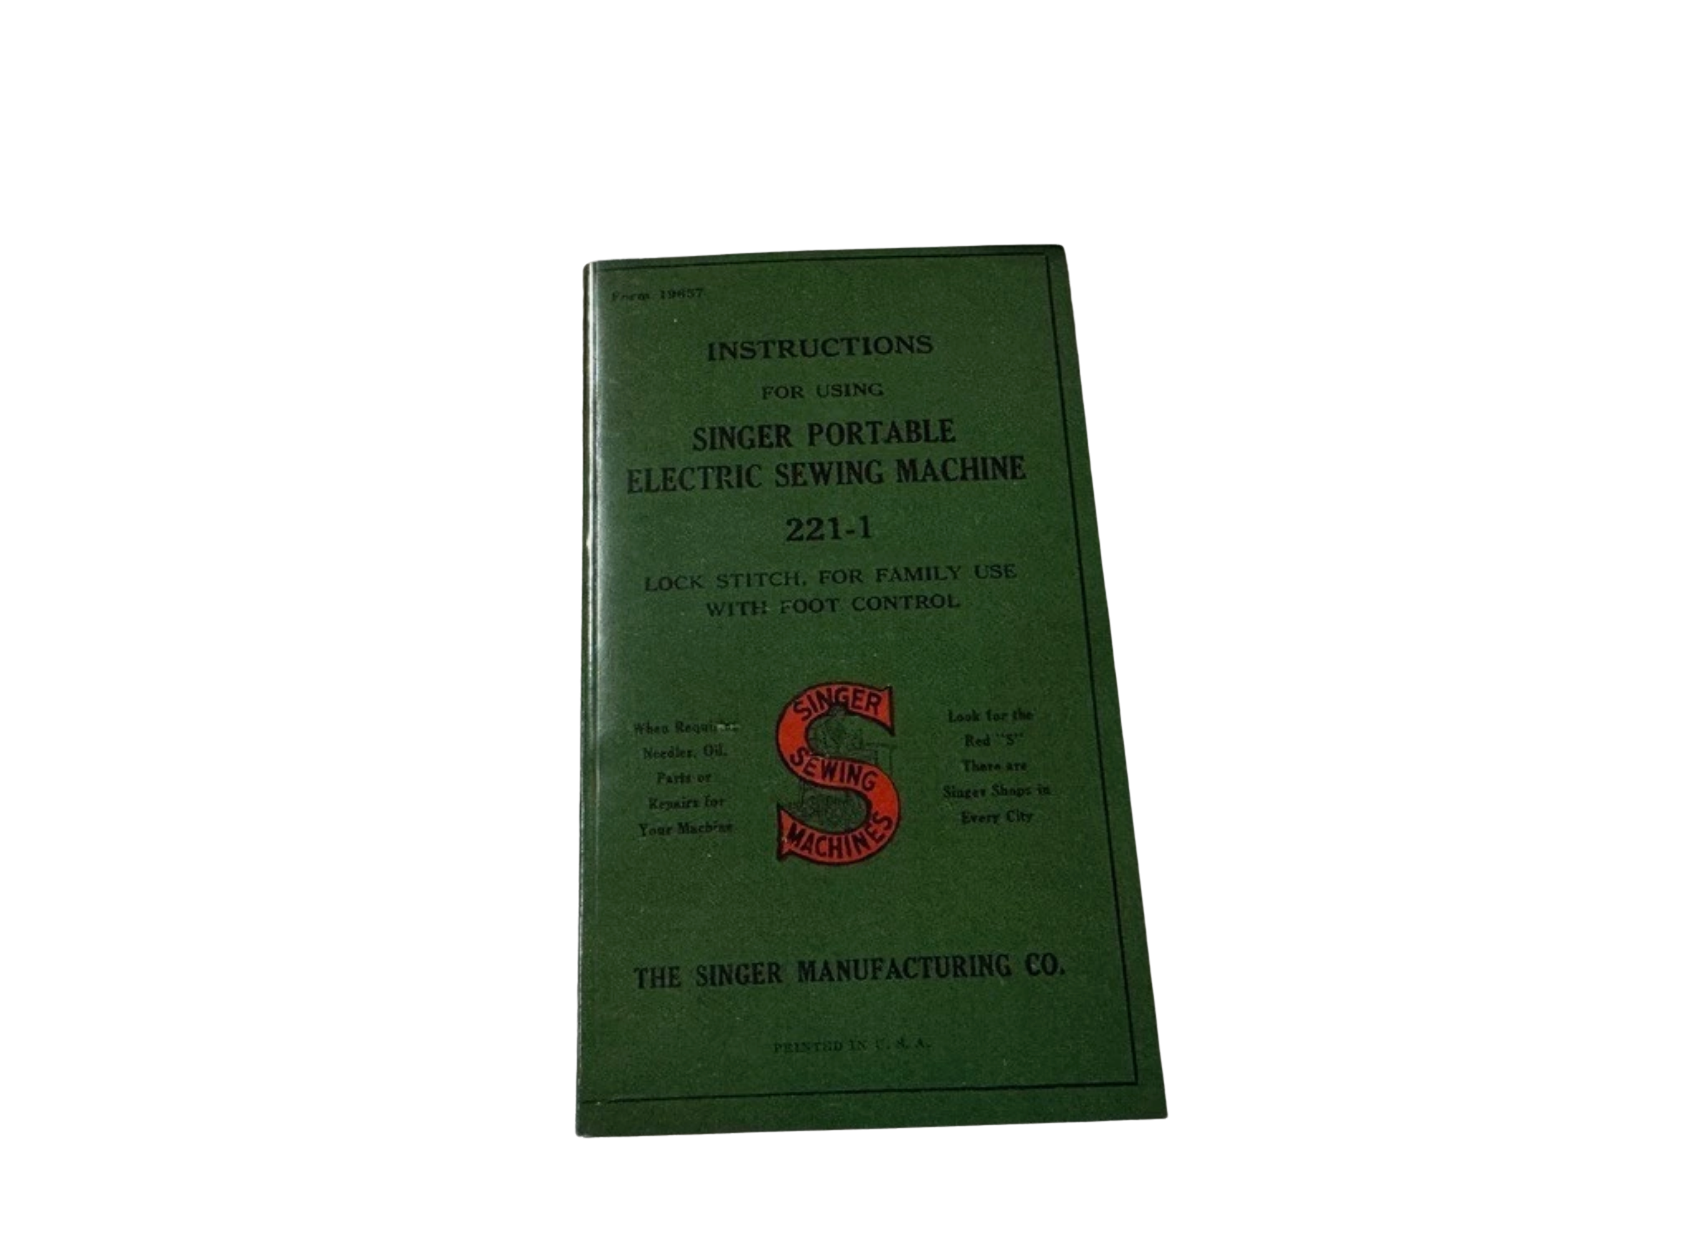 Form 19657
INSTRUCTIONS
FOR USING
SINGER PORTABLE
ELECTRIC SEWING MACHINE
221-1
LOCK STITCH, FOR FAMILY USE
WITH FOOT CONTROL
When Requiring
Needles, Oil,
Parts or
Repairs for
Your Machine
SINGER
SEWING
MACHINES
Look for the
Red "S"
There are
Singer Shops in
Every City
THE SINGER MANUFACTURING CO.
PRINTED IN U. S. A.